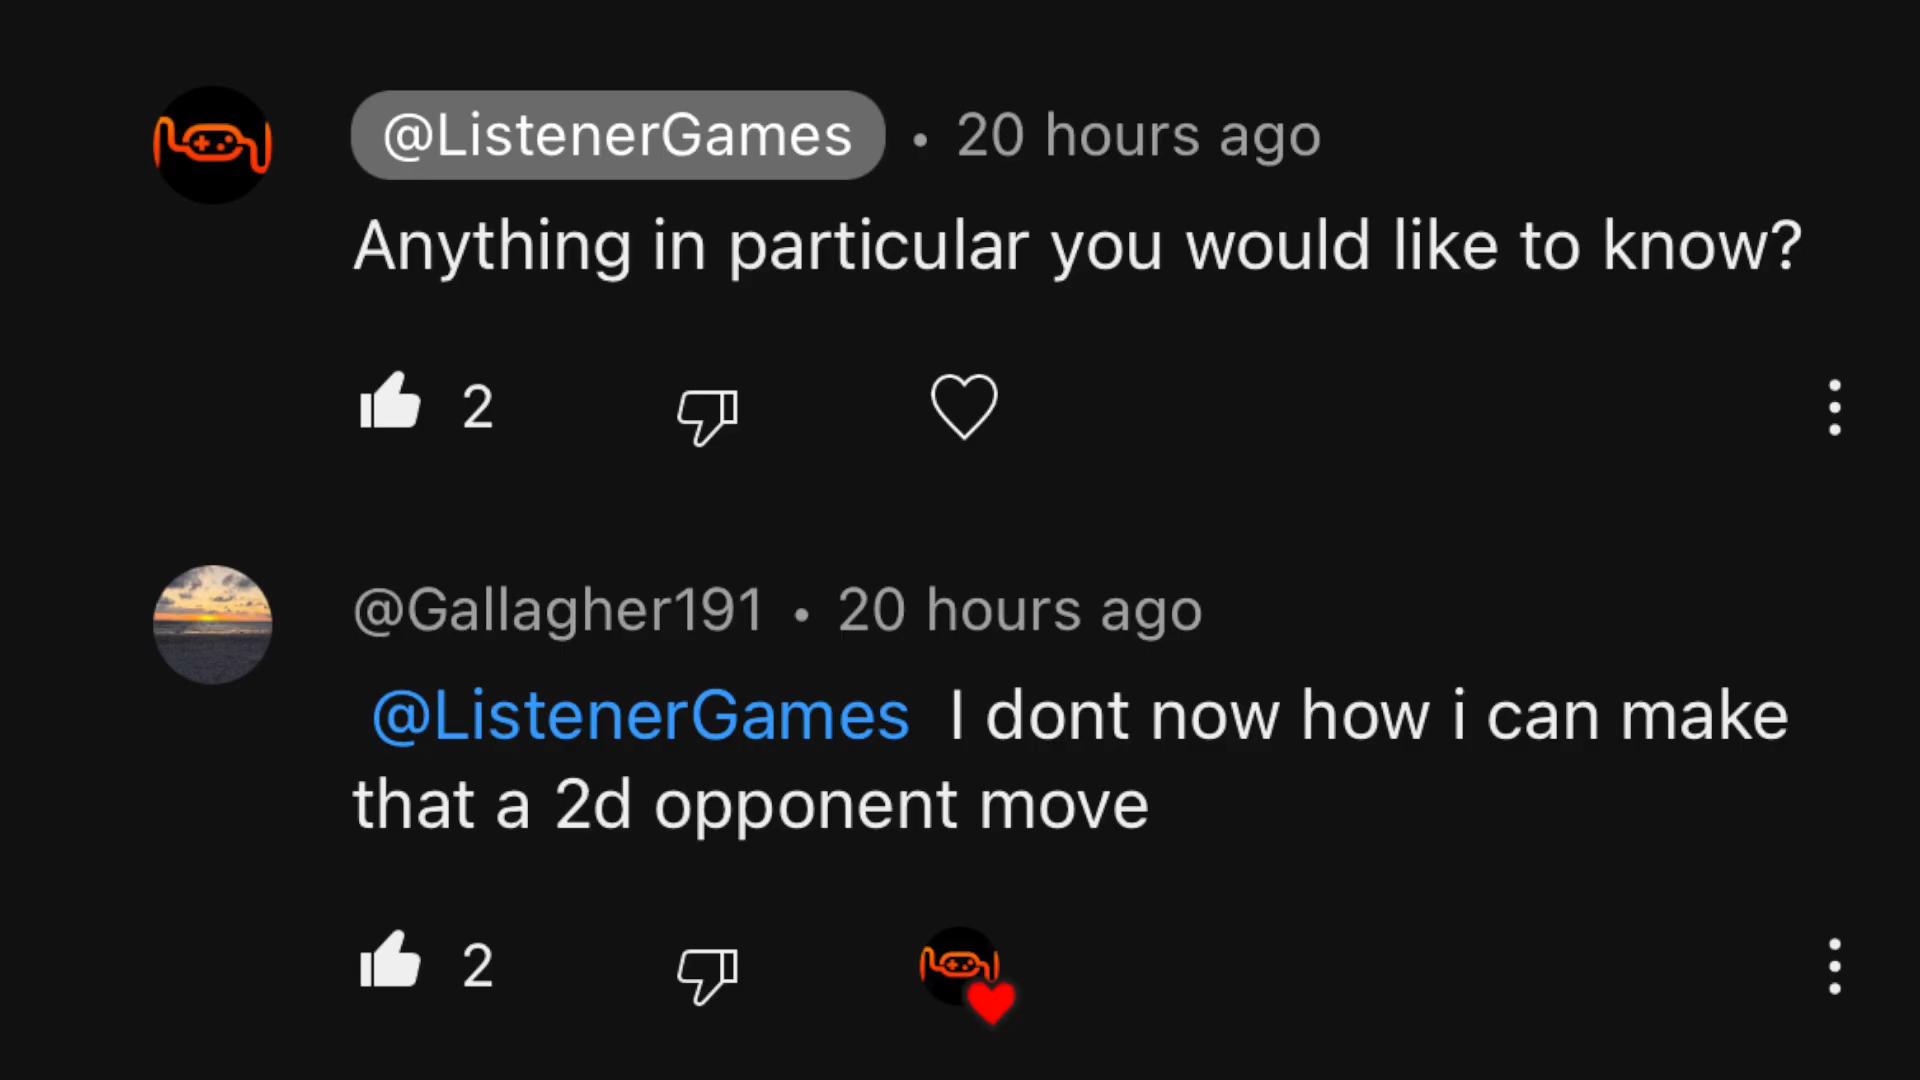 @ListenerGames • 20 hours ago
Anything in particular you would like to know?
2
@Gallagher191 • 20 hours ago
@ListenerGames I dont now how i can make
that a 2d opponent move
2